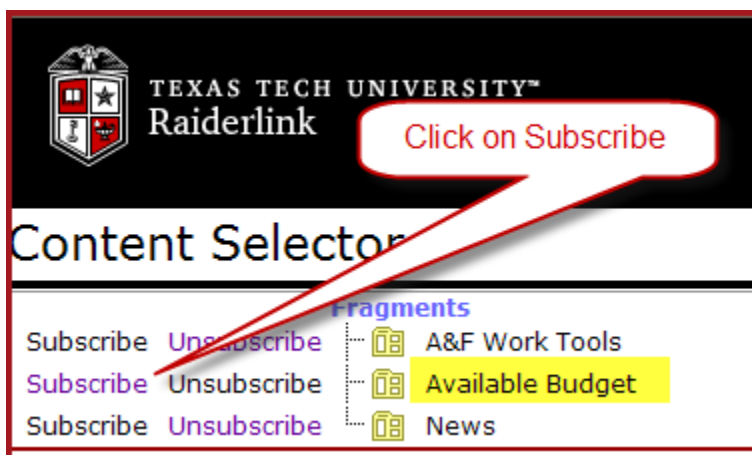 TEXAS TECH UNIVERSITY™
Raiderlink
Click on Subscribe
Content Selector
Fragments
Subscribe Unsubscribe A&F Work Tools
Subscribe Unsubscribe Available Budget
Subscribe Unsubscribe News